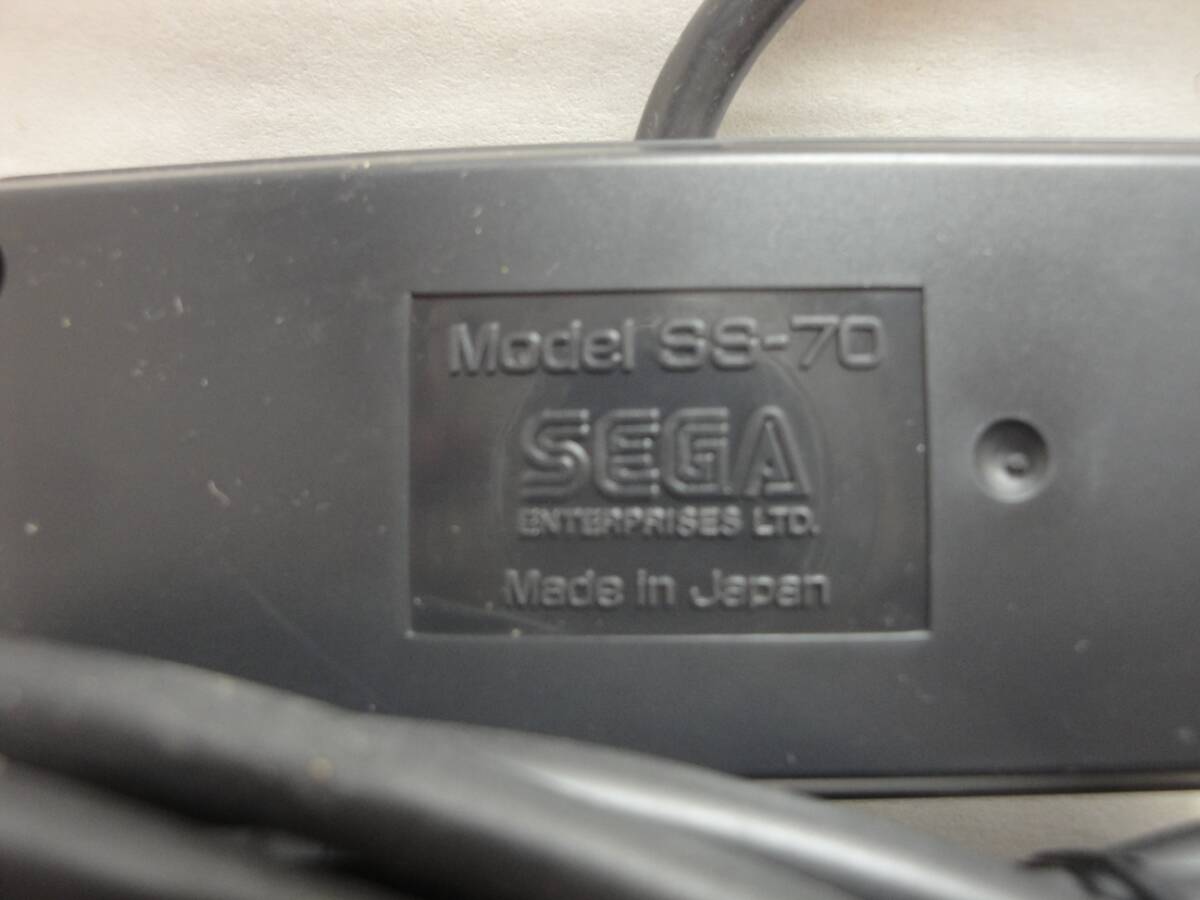 Model SS-70
SEGA
ENTERPRISES LTD.
Made in Japan